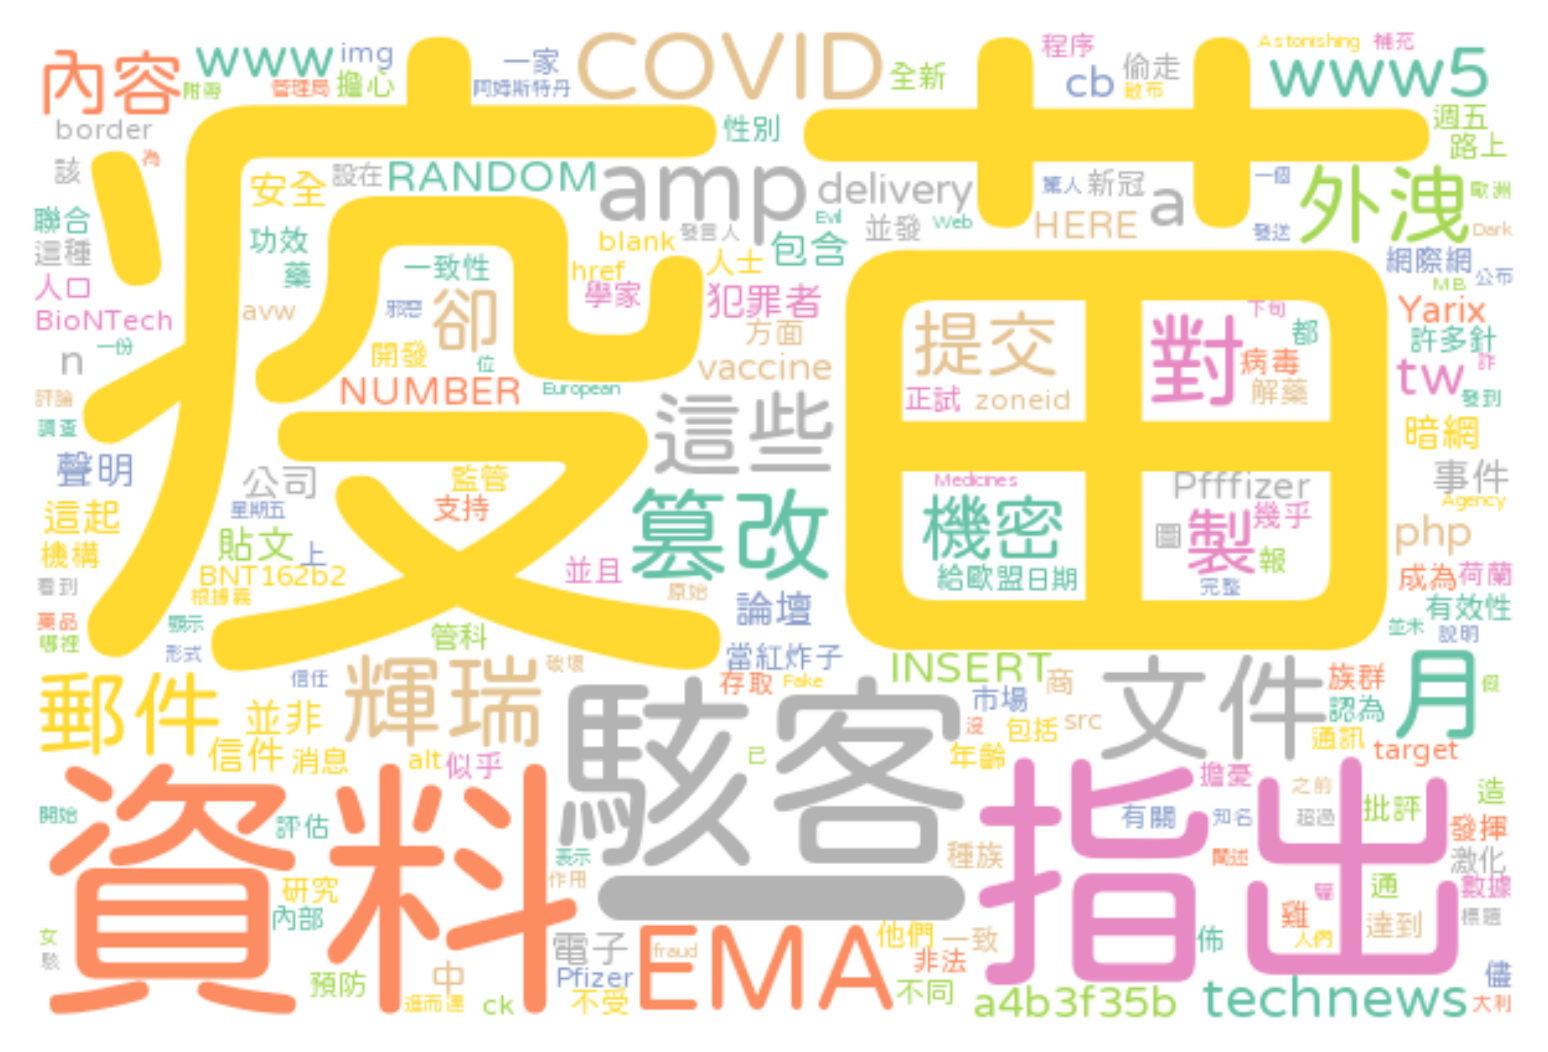 內容
www
img
一家
COVID
全新
程序
cb
偷走
Astonishing
補充
www5
附帶
管理局
擔心
阿姆斯特丹
散布
border
性別
週五
路上
該
為
安全
設在
RANDOM
amp
delivery
驚人
新冠
a
一個
外洩
歐洲
聯合
這種
功效
藥
一致性
blank
發言人
Evil
並發
Web
HERE
發送
Dark
疫苗
人口
BioNTech
href
學家
人士
包含
網際網
公布
MB
avw
邪惡
卻
犯罪者
方面
提交
對
下旬
都
Yarix
許多針
n
一份
開發
位
NUMBER
European
vaccine
正試
zoneid
病毒
解藥
tw
詐
發到
評論
調查
這些
暗網
聲明
公司
星期五
監管
支持
Medicines
機密
Pfffizer
事件
Agency
這起
機構
貼文
上
BNT162b2
根據義
篡改
並且
原始
給歐盟日期
圖
製
幾乎
報
完整
php
成為
荷蘭
看到
藥品
哪裡
顯示
形式
管科
論壇
當紅炸子
有效性
並米
說明
郵件
並非
信任
輝瑞
破壞
存取
Fake
INSERT
市場
商
文件
族群
認為
月
假
信件
消息
alt
似乎
駭客
已
沒
包括
src
年齡
通訊
target
資料
開始
評估
表示
作用
種族
指出
擔憂
有關
知名
之前
超過
批評
造
發揮
激化
闡述
研究
內部
一
雞
通
數據
標題
人們
達到
女
駭
預防
中
進而達
ck
電子
Pfizer
不受
fraud
EMA
他們
一致
非法
不同
佈
a4b3f35b
technews
儘
大利